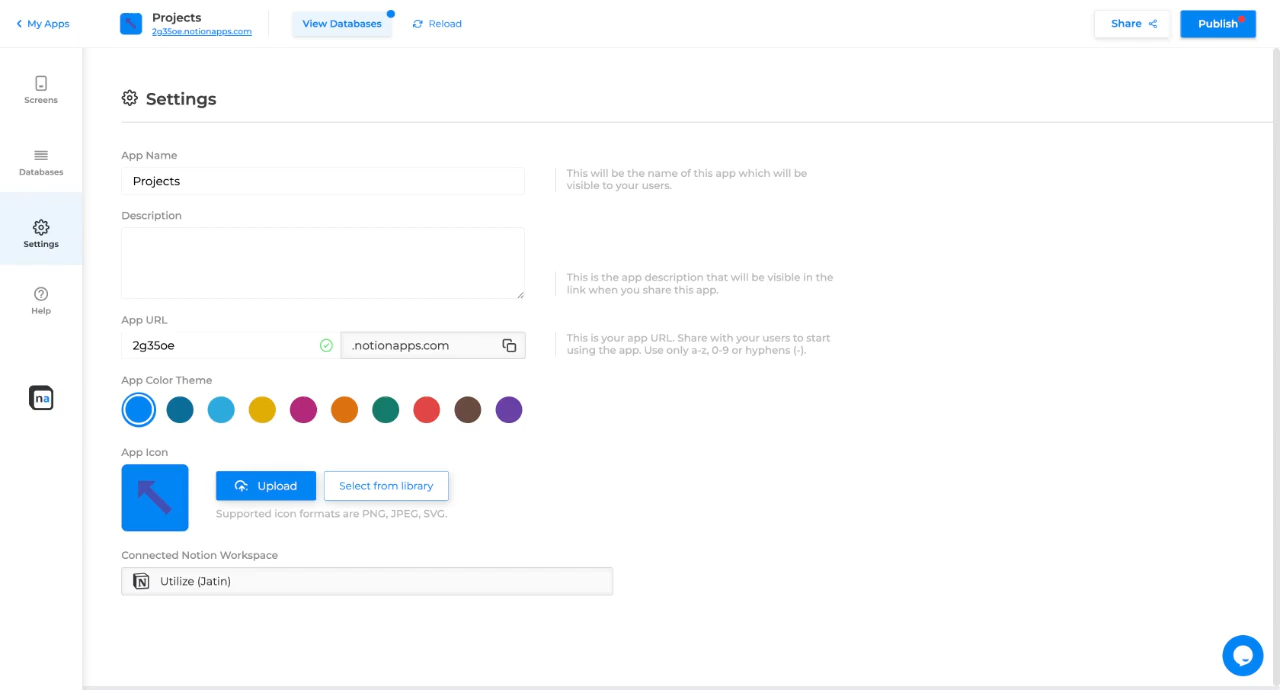 My Apps
Projects
2g35oe.notionapps.com
View Databases
Reload
Share
Publish
Screens
Databases
Settings
Help
na
Settings
App Name
Projects
This will be the name of this app which will be
visible to your users.
Description
This is the app description that will be visible in the
link when you share this app.
App URL
2g35oe
.notionapps.com
This is your app URL. Share with your users to start
using the app. Use only a-z, 0-9 or hyphens (-).
App Color Theme
App Icon
Upload
Select from library
Supported icon formats are PNG, JPEG, SVG.
Connected Notion Workspace
N
Utilize (Jatin)